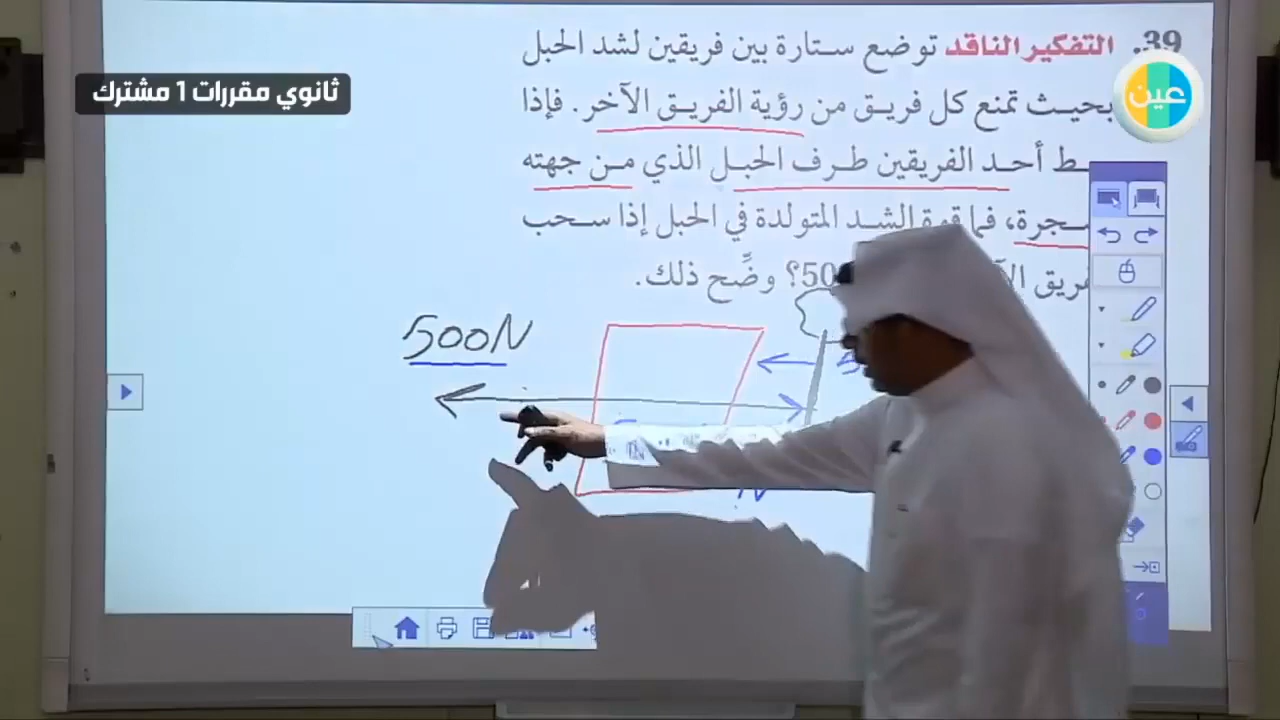 39. التفكير الناقد توضع ستارة بين فريقين لشد الحبل
بحيث تمنع كل فريق من رؤية الفريق الآخر. فإذا
أحد الفريقين طرف الحبل الذي من جهته
فما قوة الشد المتولدة في الحبل إذا سحب
وضِّح ذلك.
ثانوي مقررات 1 مشترك
عين
500N